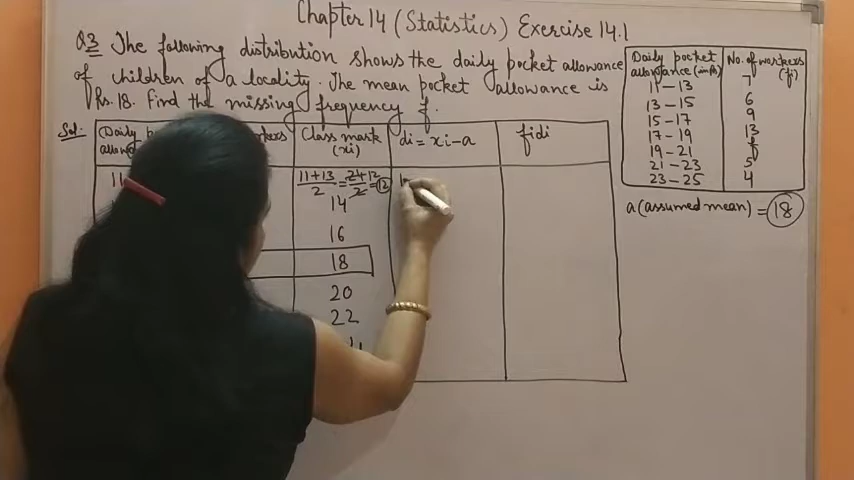 Chapter 14 (Statistics) Exercise 14.1
Q3 The following distribution shows the daily pocket allowance
of children of a locality. The mean pocket allowance is
Rs. 18. Find the missing frequency f.
Daily pocket allowance (in Rs) No. of workers (fi)
11-13 7
13-15 6
15-17 9
17-19 13
19-21 f
21-23 5
23-25 4
a (assumed mean) = 18
Sol:
Daily workers Class mark (xi) di = xi-a fidi
11 11+13/2 = 24 12/2 = 12
14
16
18
20
22